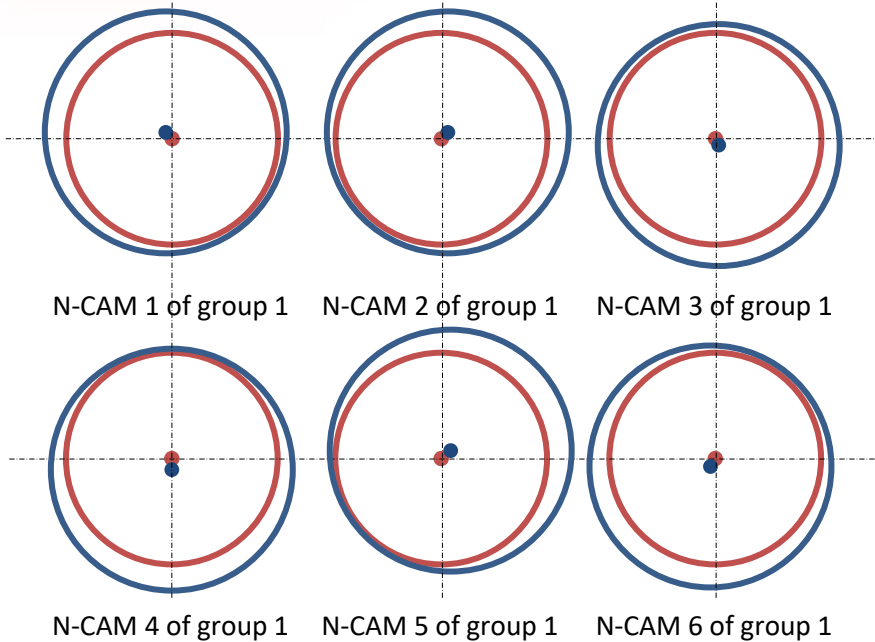 N-CAM 1 of group 1
N-CAM 2 of group 1
N-CAM 3 of group 1
N-CAM 4 of group 1
N-CAM 5 of group 1
N-CAM 6 of group 1